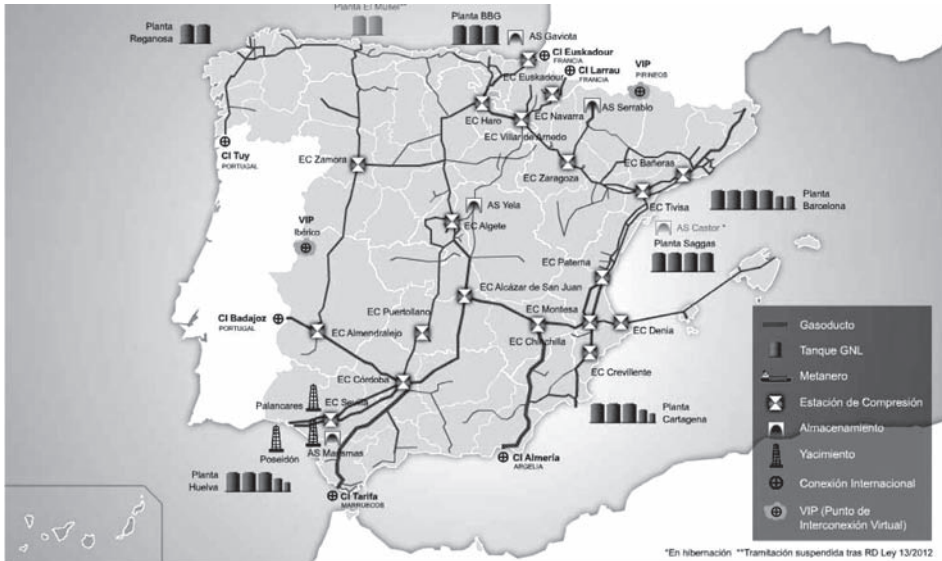 Planta El Musel**
Planta
Reganosa
Planta BBG
AS Gaviota
CI Euskadour
FRANCIA
EC Euskadour
CI Larrau
FRANCIA
VIP
PIRINEOS
EC Haro
EC Navarra
AS Serrablo
EC Villar de Arnedo
CI Tuy
PORTUGAL
EC Zamora
EC Zaragoza
EC Bañeras
EC Tivisa
Planta
Barcelona
AS Yela
EC Algete
VIP
Ibérico
AS Castor *
Planta Saggas
EC Paterna
EC Alcázar de San Juan
CI Badajoz
PORTUGAL
EC Almendralejo
EC Puertollano
EC Montesa
EC Chinchilla
EC Denia
EC Crevillente
EC Córdoba
Palancares
EC Sevilla
Poseidón
AS Marismas
Planta
Cartagena
Planta
Huelva
CI Almería
ARGELIA
CI Tarifa
MARRUECOS
Gasoducto
Tanque GNL
Metanero
Estación de Compresión
Almacenamiento
Yacimiento
Conexión Internacional
VIP (Punto de
Interconexión Virtual)
*En hibernación **Tramitación suspendida tras RD Ley 13/2012